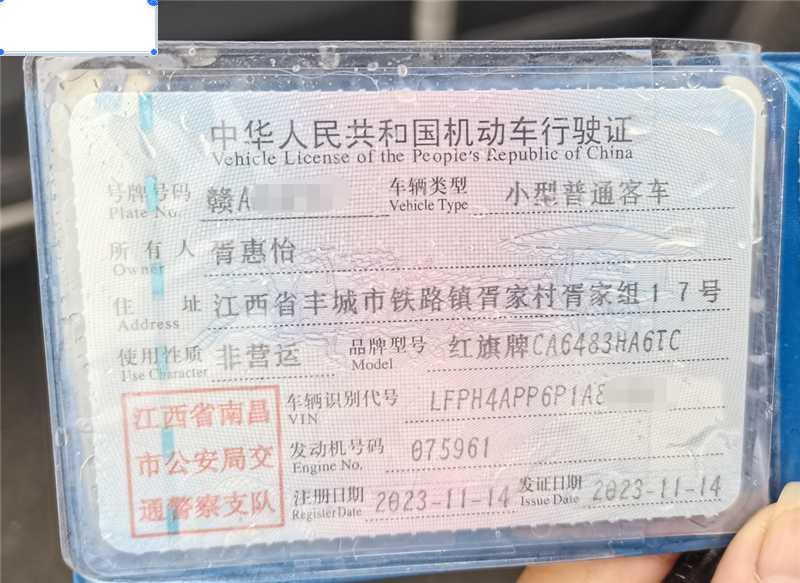 中华人民共和国机动车行驶证
Vehicle License of the People's Republic of China
号牌号码 赣A 车辆类型 小型普通客车
Plate No. Vehicle Type
所有人 胥惠怡
Owner
住址 江西省丰城市铁路镇胥家村胥家组17号
Address
使用性质 非营运 品牌型号 红旗牌CA6483HA6TC
Use Character Model
江西省南昌 车辆识别代号 LFPH4APP6P1A8
VIN
市公安局交 发动机号码 075961
Engine No.
通警察支队 注册日期 2023-11-14 发证日期 2023-11-14
Register Date Issue Date